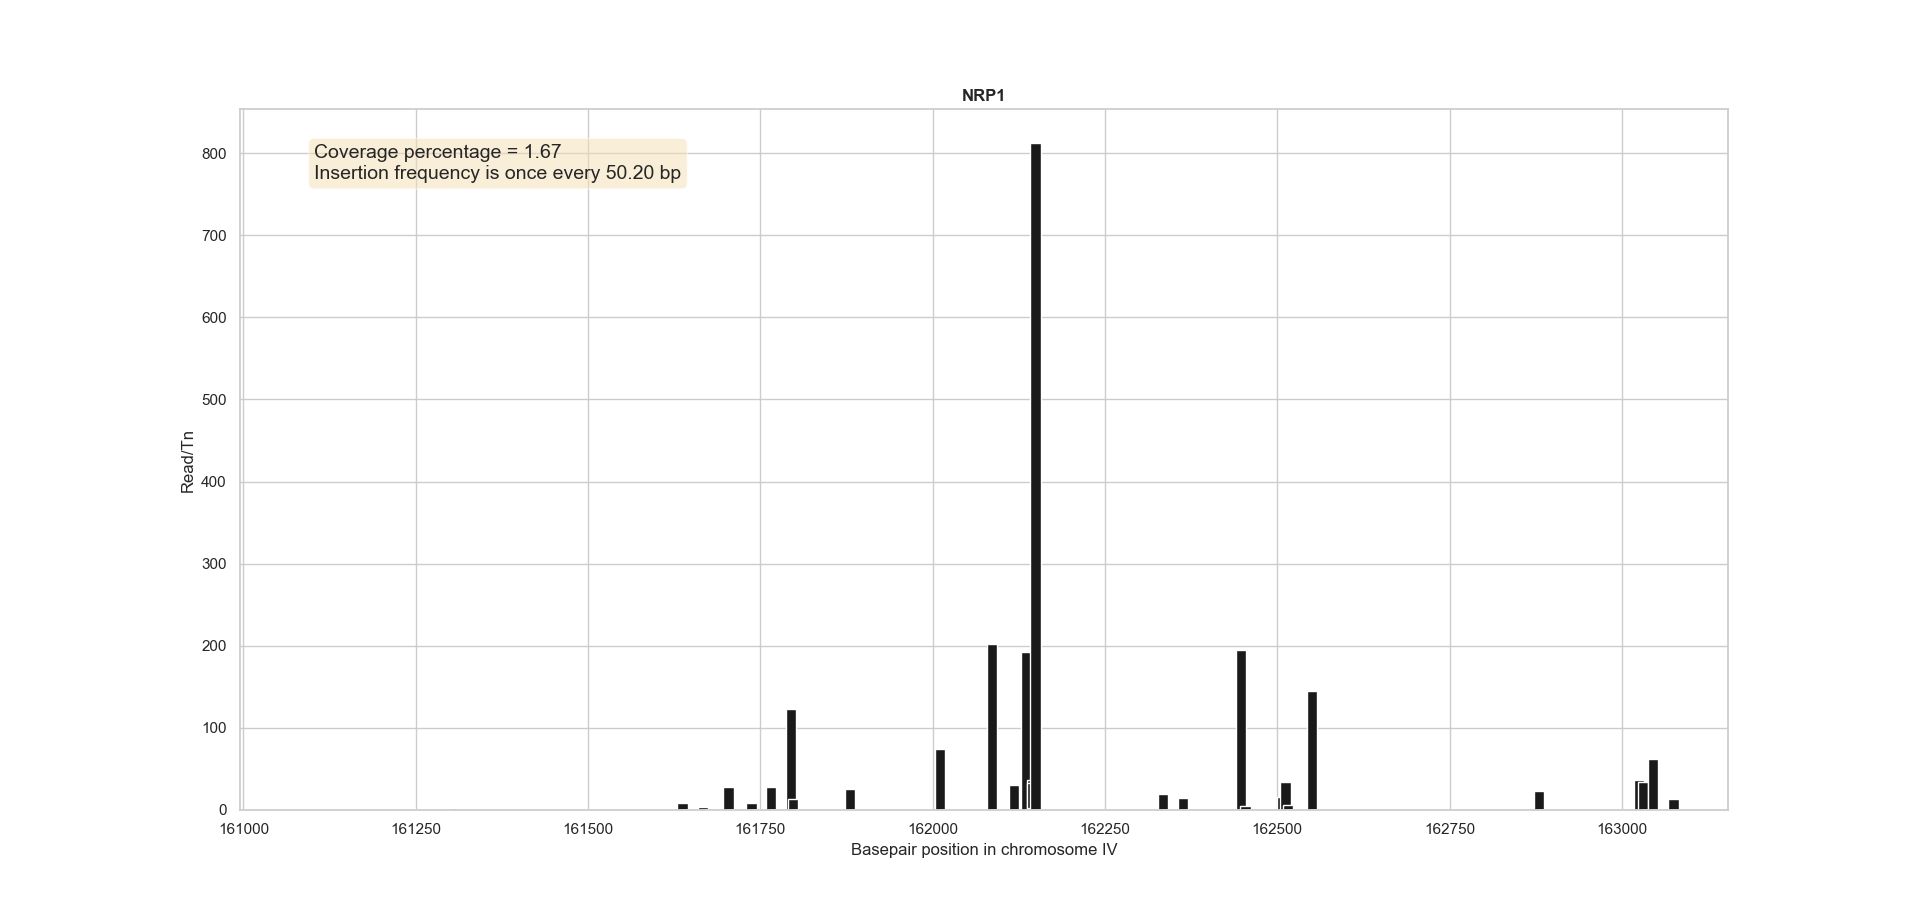 NRP1
Coverage percentage = 1.67
Insertion frequency is once every 50.20 bp
800
700
600
500
400
300
200
100
0
Read/Tn
161000 161250 161500 161750 162000 162250 162500 162750 163000
Basepair position in chromosome IV